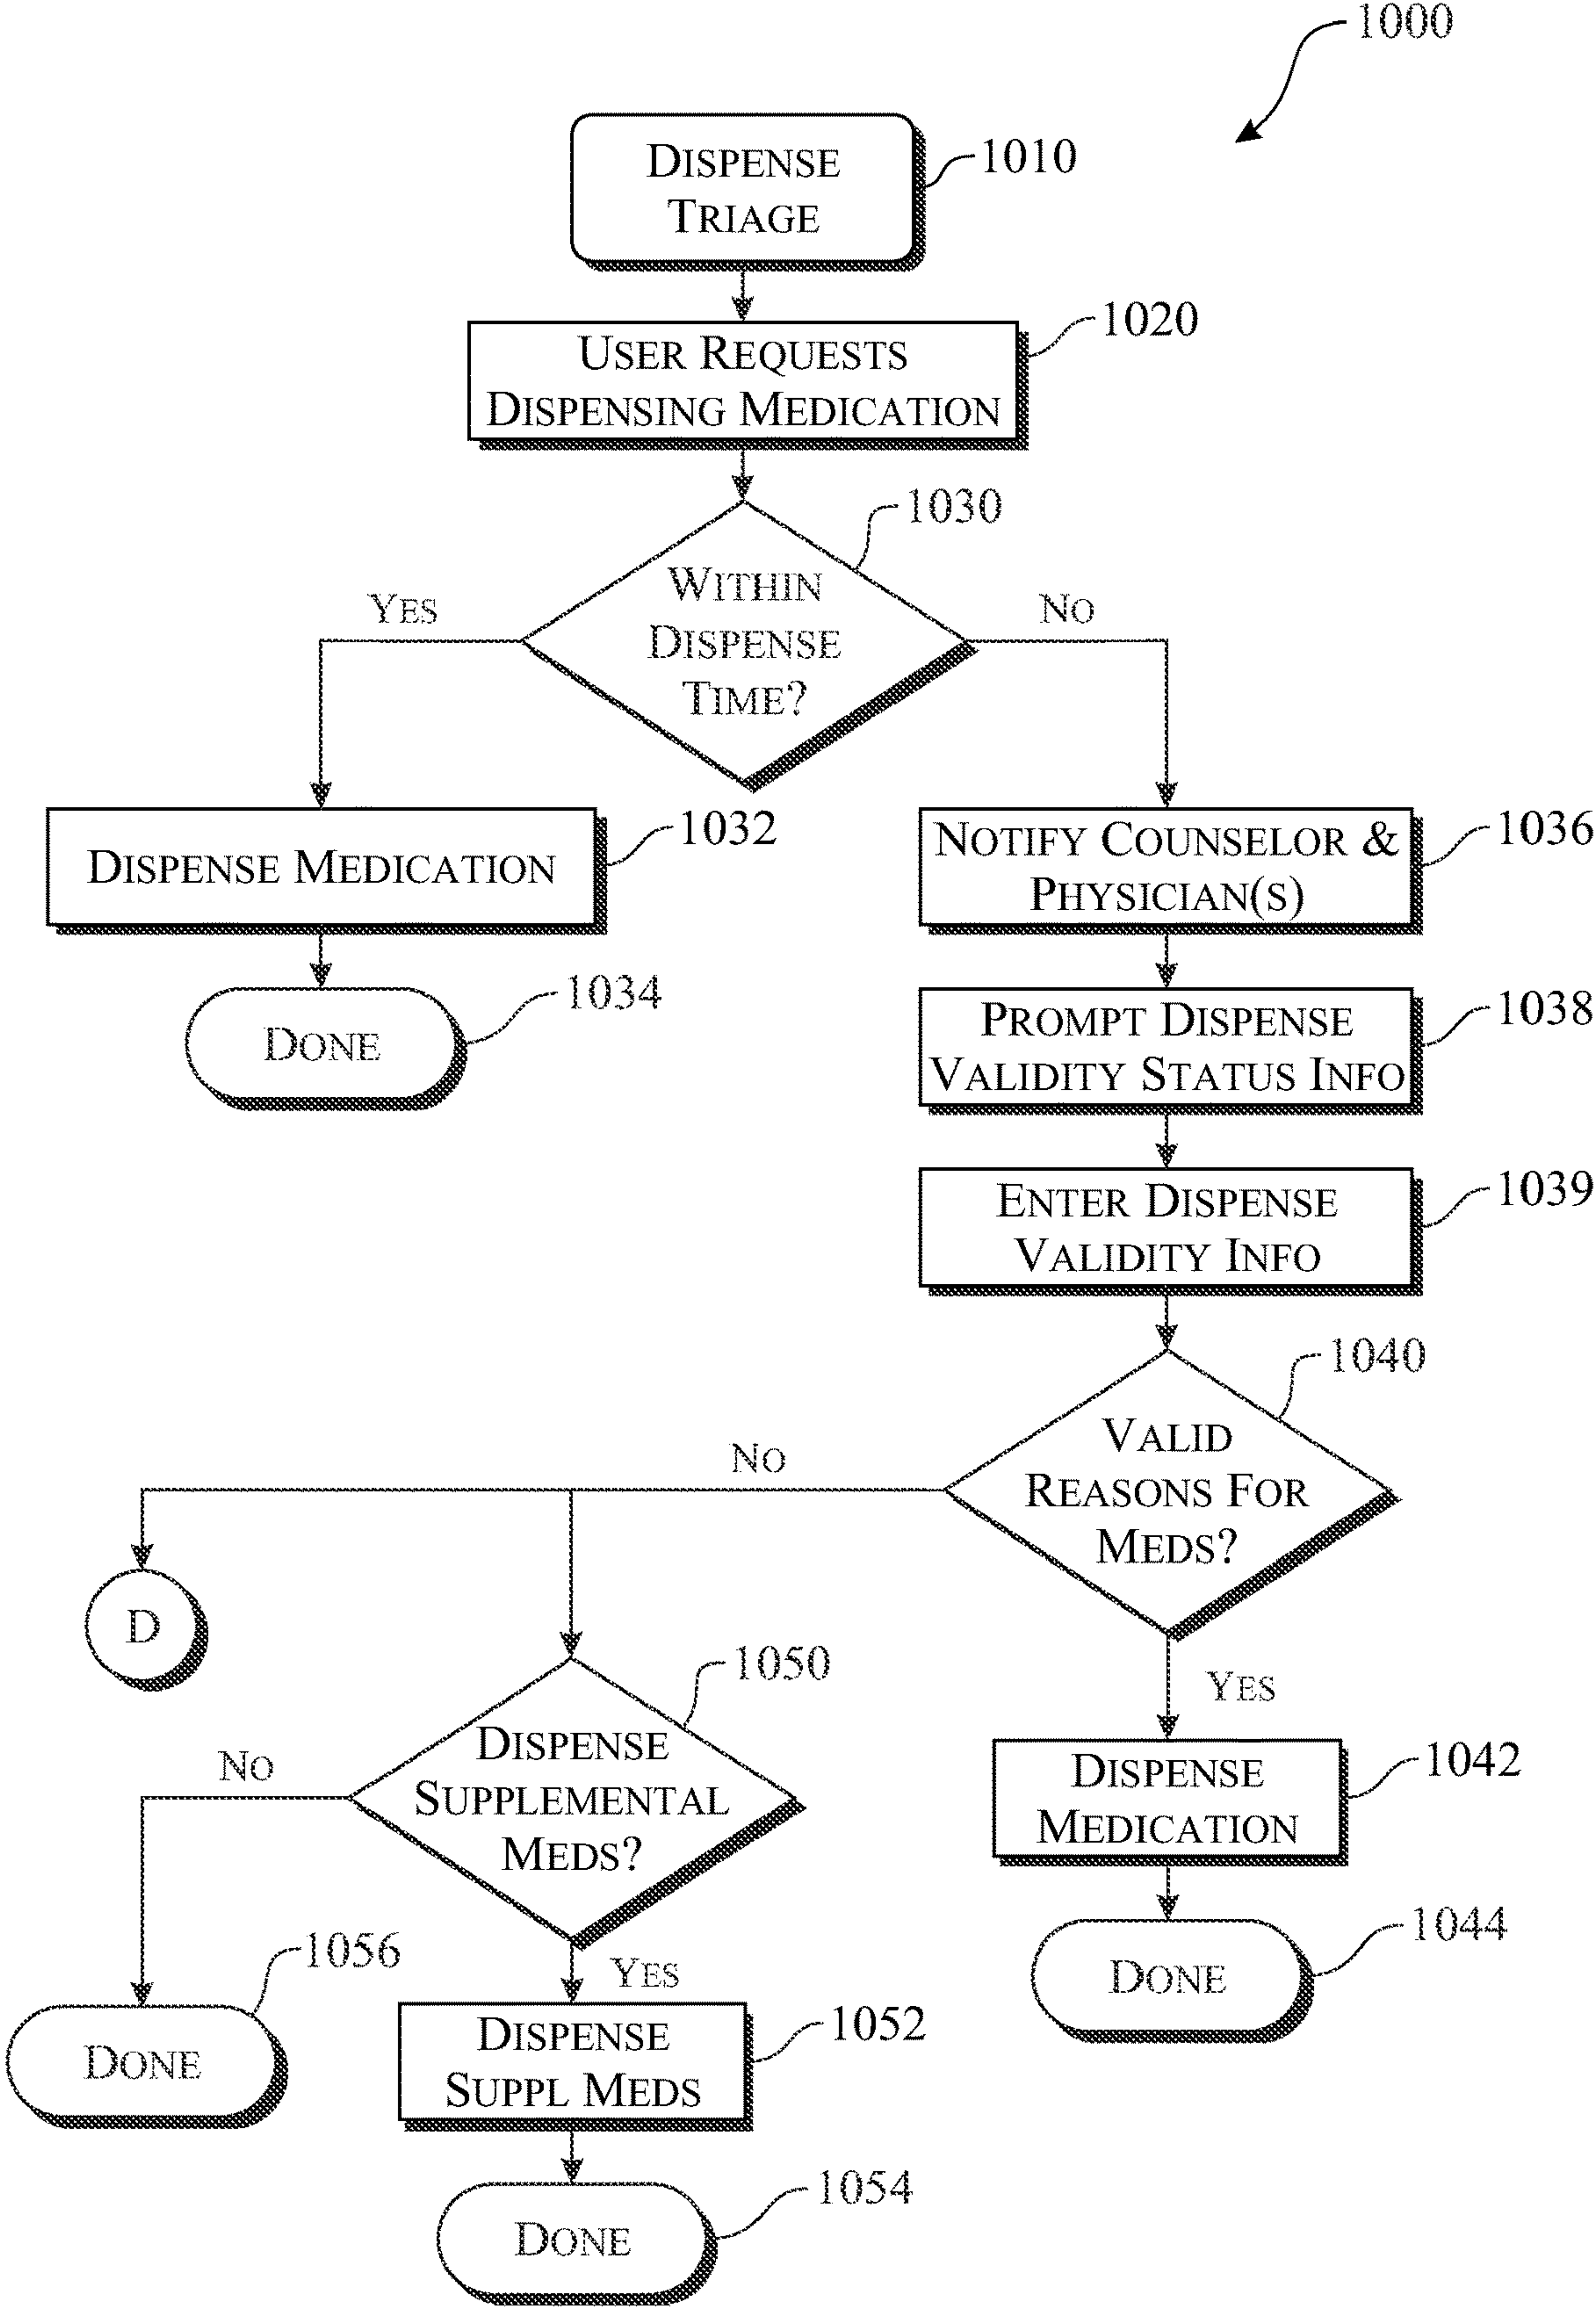 1000
DISPENSE
TRIAGE
1010
USER REQUESTS
DISPENSING MEDICATION
1020
WITHIN
DISPENSE
TIME?
1030
YES
NO
DISPENSE MEDICATION
1032
NOTIFY COUNSELOR &
PHYSICIAN(S)
1036
DONE
1034
PROMPT DISPENSE
VALIDITY STATUS INFO
1038
ENTER DISPENSE
VALIDITY INFO
1039
VALID
REASONS FOR
MEDS?
1040
NO
YES
D
DISPENSE
SUPPLEMENTAL
MEDS?
1050
NO
YES
DISPENSE
MEDICATION
1042
DONE
1044
DONE
1056
DISPENSE
SUPPL MEDS
1052
DONE
1054